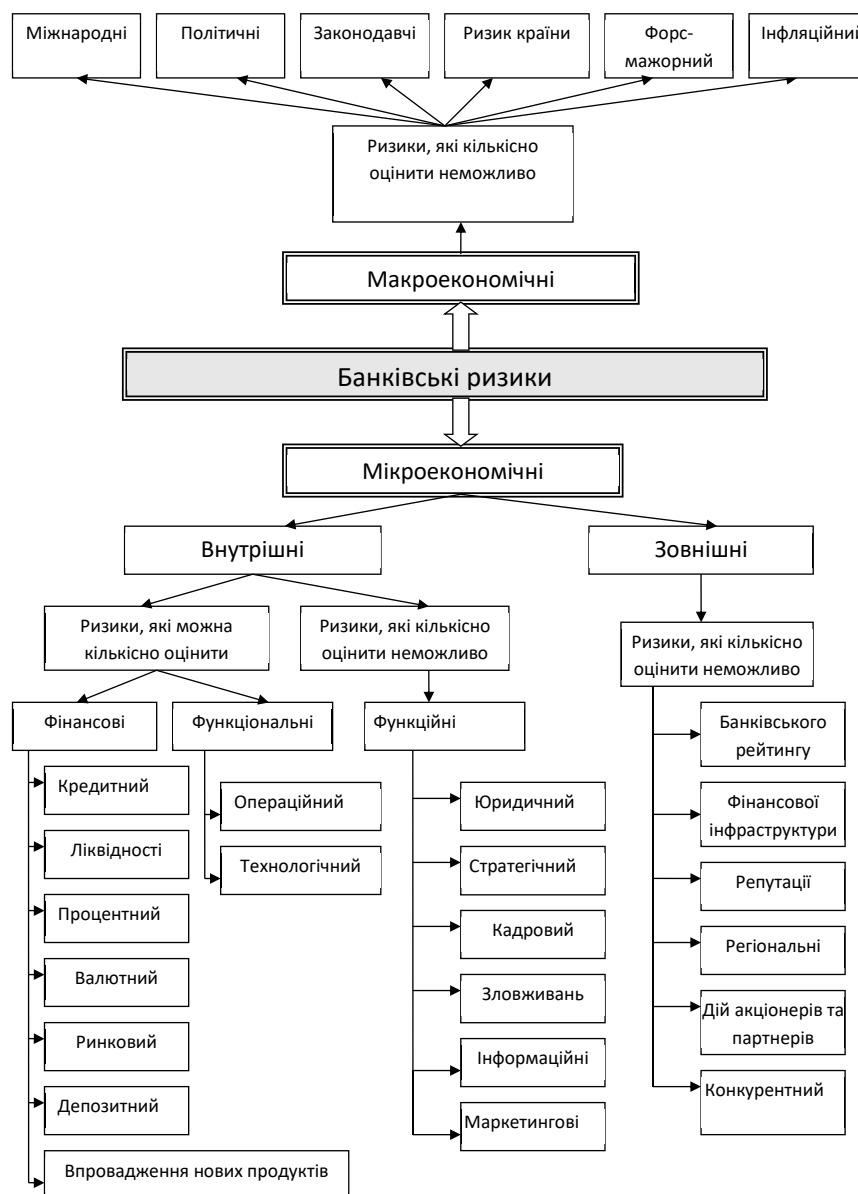 Міжнародні
Політичні
Законодавчі
Ризик країни
Форс-
мажорний
Інфляційний
Ризики, які кількісно
оцінити неможливо
Макроекономічні
Банківські ризики
Мікроекономічні
Внутрішні
Зовнішні
Ризики, які можна
кількісно оцінити
Ризики, які кількісно
оцінити неможливо
Ризики, які кількісно
оцінити неможливо
Фінансові
Функціональні
Функційні
Кредитний
Ліквідності
Процентний
Валютний
Ринковий
Депозитний
Впровадження нових продуктів
Операційний
Технологічний
Юридичний
Стратегічний
Кадровий
Зловживань
Інформаційні
Маркетингові
Банківського
рейтингу
Фінансової
інфраструктури
Репутації
Регіональні
Дій акціонерів та
партнерів
Конкурентний